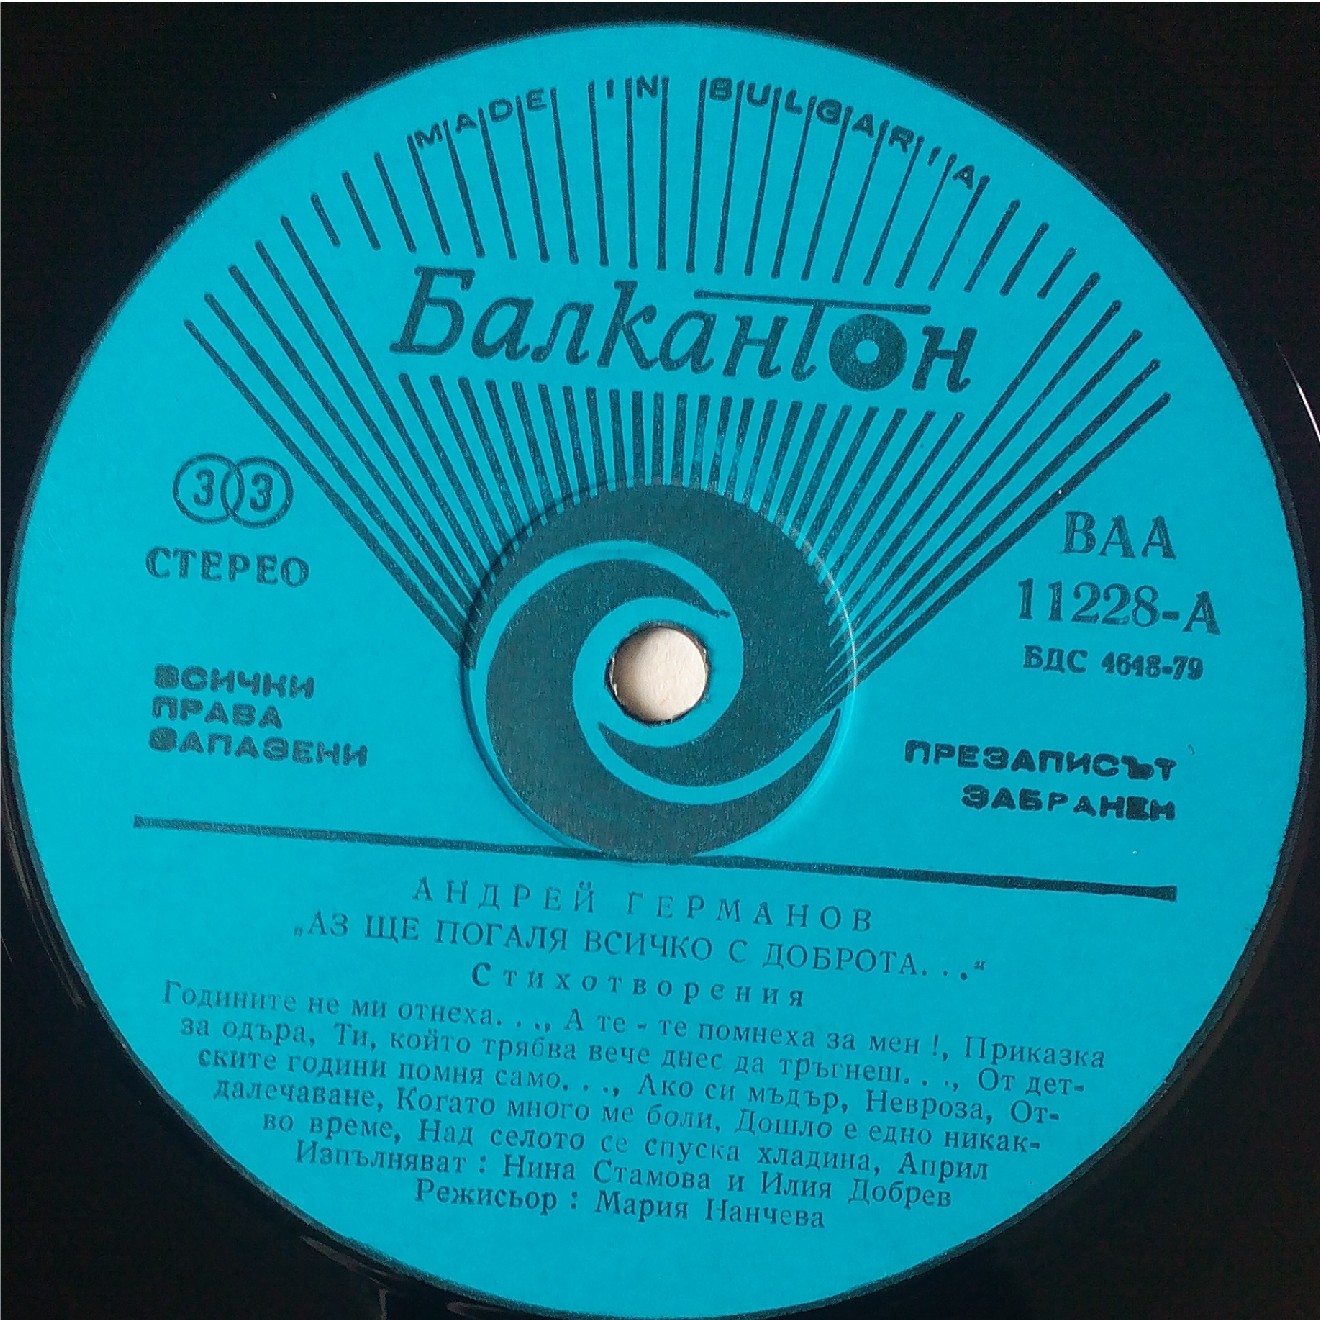 MADE IN BULGARIA
Балкантон
33
СТЕРЕО
ВАА
11228-А
БДС 4648-79
ВСИЧКИ
ПРАВА
ЗАПАЗЕНИ
ПРЕЗАПИСЪТ
ЗАБРАНЕН
АНДРЕЙ ГЕРМАНОВ
„АЗ ЩЕ ПОГАЛЯ ВСИЧКО С ДОБРОТА. . .“
Стихотворения
Годините не ми отнеха. . ., А те - те помнеха за мен !, Приказка
за одъра, Ти, който трябва вече днес да тръгнеш. . ., От дет-
ските години помня само. . ., Ако си мъдър, Невроза, От-
далечаване, Когато много ме боли, Дошло е едно никак-
во време, Над селото се спуска хладина, Април
Изпълняват : Нина Стамова и Илия Добрев
Режисьор : Мария Нанчева